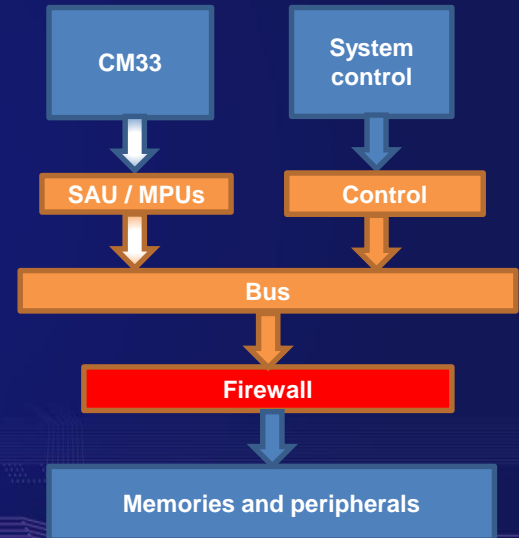 CM33
System
control
SAU / MPUs
Control
Bus
Firewall
Memories and peripherals